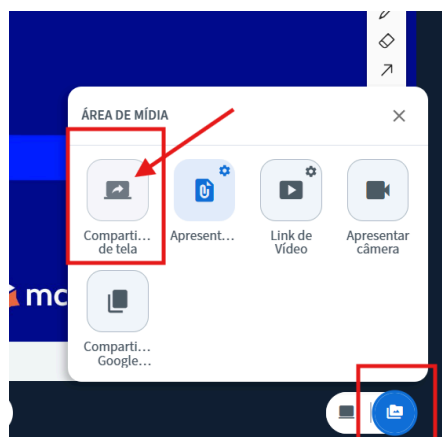 ÁREA DE MÍDIA
Comparti...
de tela
Apresent...
Link de
Vídeo
Apresentar
câmera
mc
Comparti...
Google...